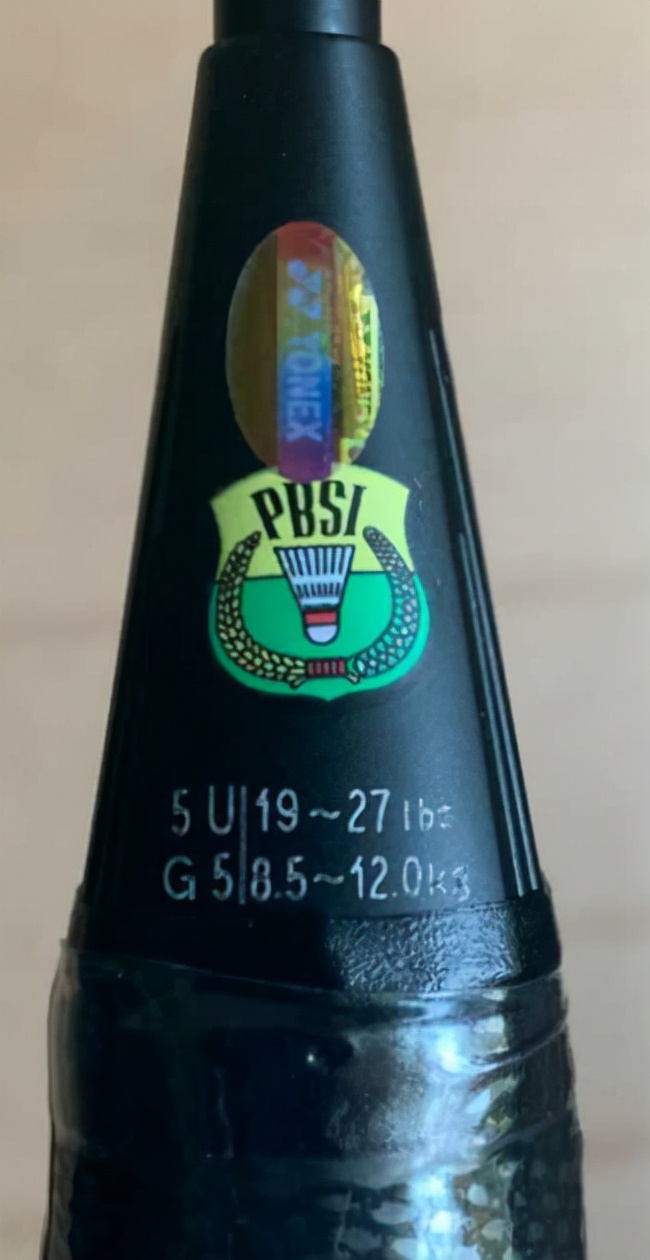 YONEX
PBSI
5 U 19~27 lbs
G 5 8.5~12.0kg